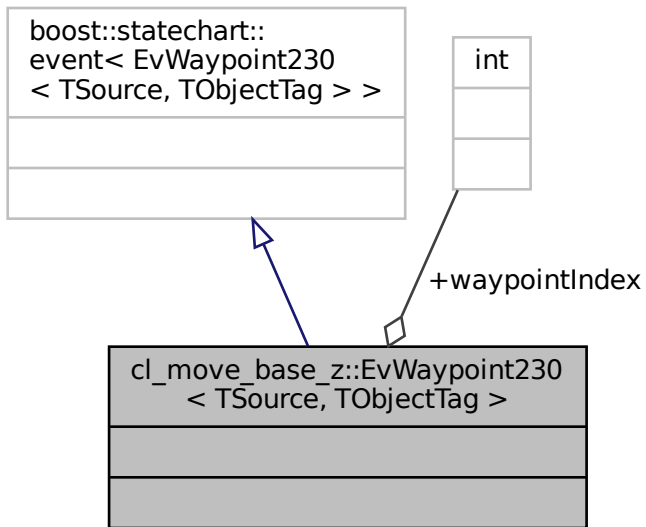 boost::statechart::
event< EvWaypoint230
< TSource, TObjectTag > >
int
+waypointIndex
cl_move_base_z::EvWaypoint230
< TSource, TObjectTag >